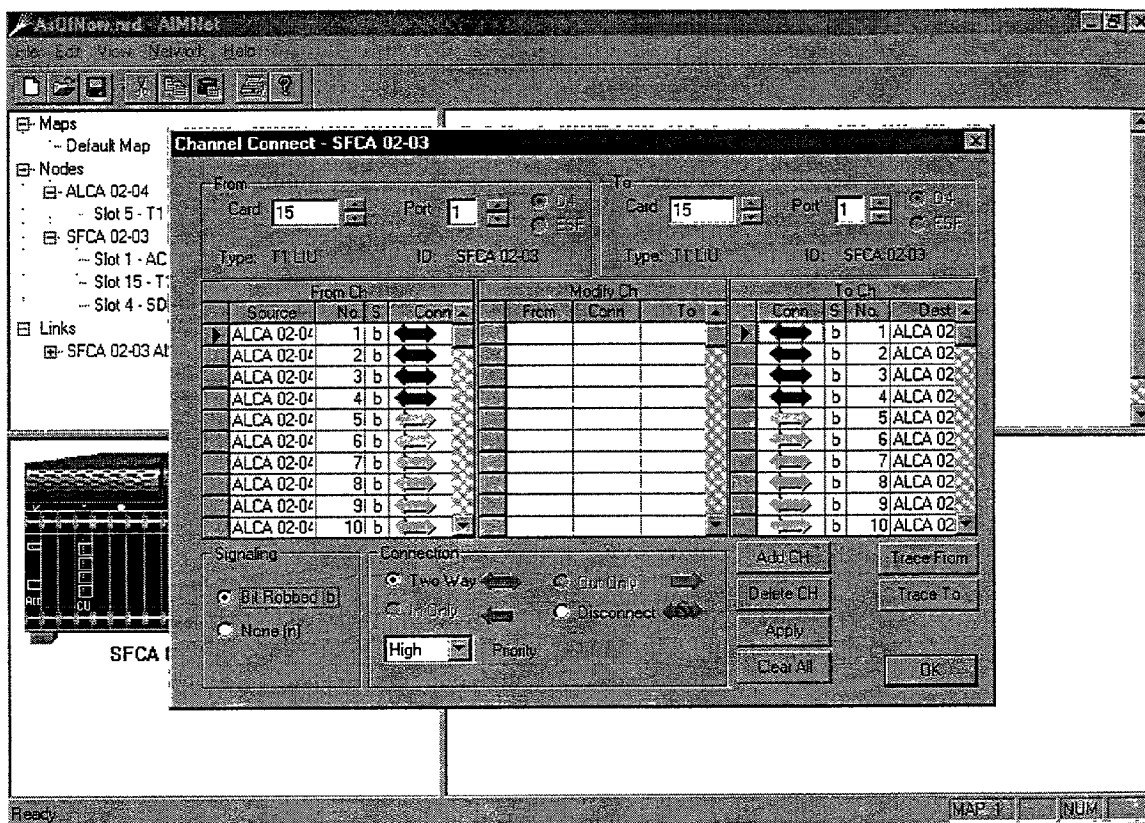 AsOfNow.nrd - AIMNet
File Edit View Network Help
Maps
Default Map
Nodes
ALCA 02-04
Slot 5 - T1
SFCA 02-03
Slot 1 - AC
Slot 15 - T1
Slot 4 - SD
Links
SFCA 02-03 Al
SFCA
Channel Connect - SFCA 02-03
From
Card 15 Port 1 D4
ESF
Type: T1 LIU ID: SFCA 02-03
To
Card 15 Port 1 D4
ESF
Type: T1 LIU ID: SFCA 02-03
From Ch
Source No. S Conn
ALCA 02-04 1 b
ALCA 02-04 2 b
ALCA 02-04 3 b
ALCA 02-04 4 b
ALCA 02-04 5 b
ALCA 02-04 6 b
ALCA 02-04 7 b
ALCA 02-04 8 b
ALCA 02-04 9 b
ALCA 02-04 10 b
Modify Ch
From Conn To
To Ch
Conn S No. Dest
b 1 ALCA 02
b 2 ALCA 02
b 3 ALCA 02
b 4 ALCA 02
b 5 ALCA 02
b 6 ALCA 02
b 7 ALCA 02
b 8 ALCA 02
b 9 ALCA 02
b 10 ALCA 02
Signaling
Bit Robbed (b
None (n)
Connection
Two Way Out Only
In Only Disconnect
High Priority
Add CH
Delete CH
Apply
Clear All
Trace From
Trace To
OK
CU
Ready
MAP: 1 NUM